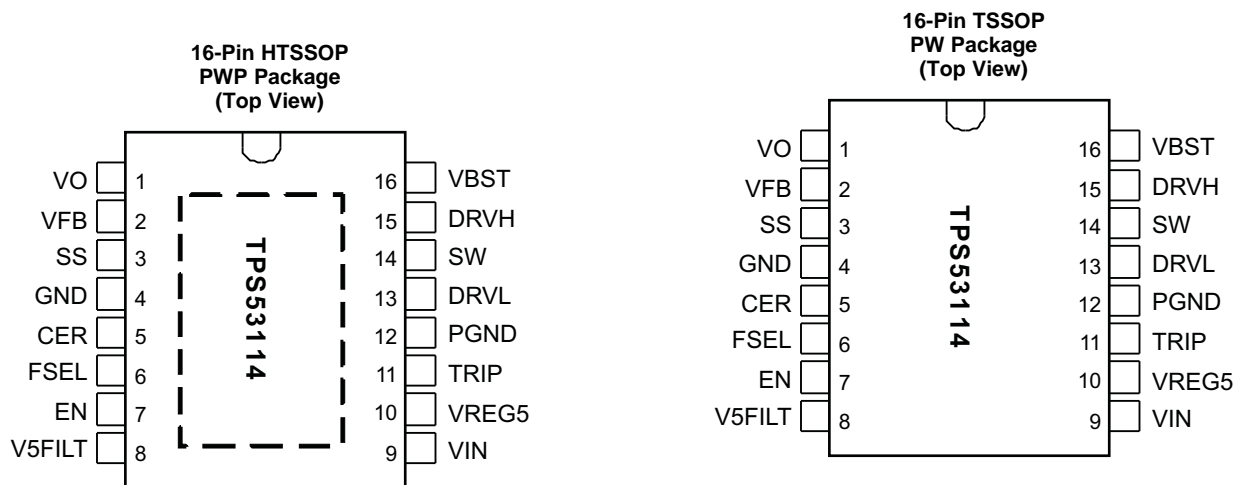 16-Pin HTSSOP
PWP Package
(Top View)
VO 1 16 VBST
VFB 2 15 DRVH
SS 3 14 SW
GND 4 13 DRVL
CER 5 12 PGND
FSEL 6 11 TRIP
EN 7 10 VREG5
V5FILT 8 9 VIN
TPS53114
16-Pin TSSOP
PW Package
(Top View)
VO 1 16 VBST
VFB 2 15 DRVH
SS 3 14 SW
GND 4 13 DRVL
CER 5 12 PGND
FSEL 6 11 TRIP
EN 7 10 VREG5
V5FILT 8 9 VIN
TPS53114